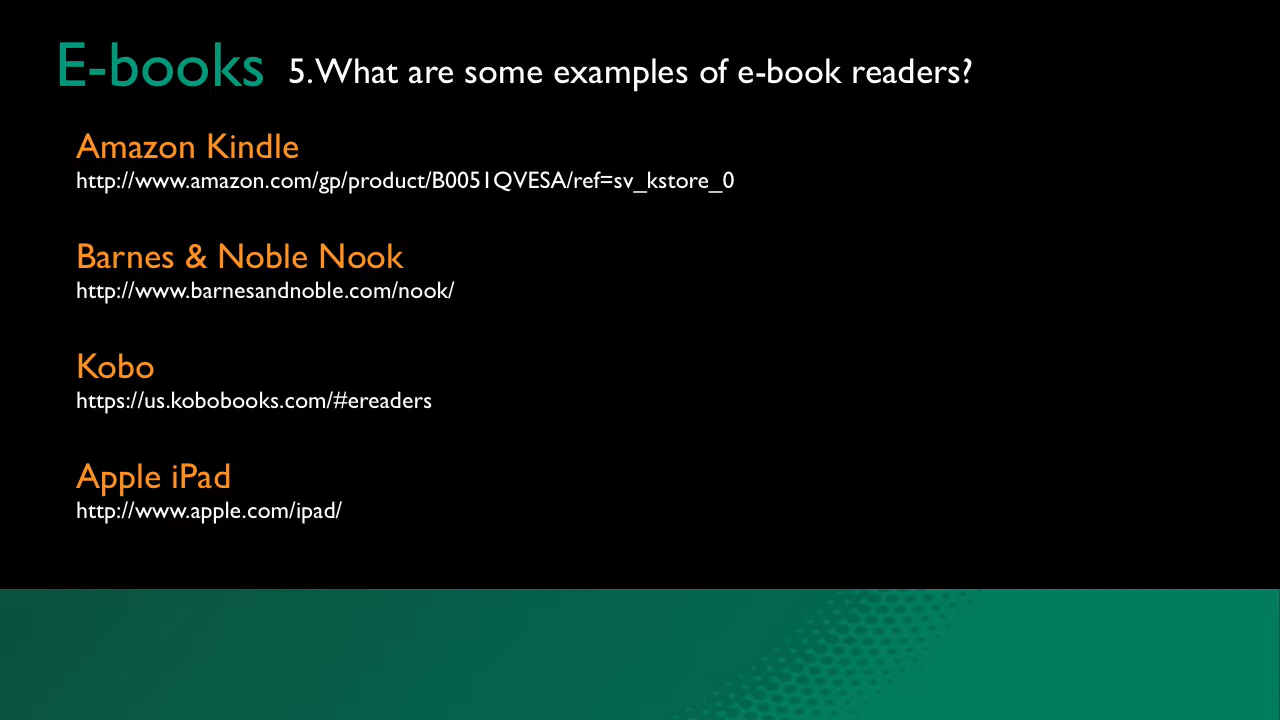 E-books 5. What are some examples of e-book readers?
Amazon Kindle
http://www.amazon.com/gp/product/B0051QVESA/ref=sv_kstore_0
Barnes & Noble Nook
http://www.barnesandnoble.com/nook/
Kobo
https://us.kobobooks.com/#ereaders
Apple iPad
http://www.apple.com/ipad/